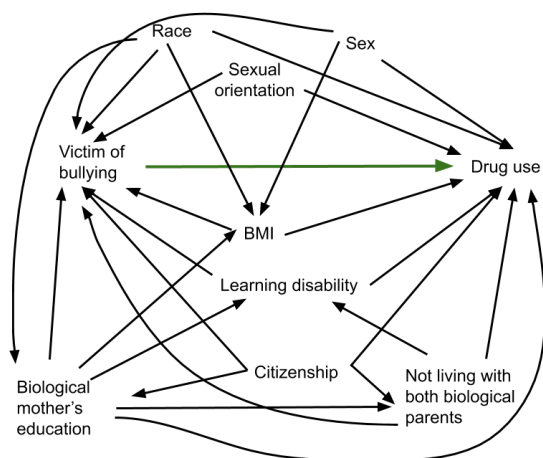 Race
Sex
Sexual
orientation
Victim of
bullying
Drug use
BMI
Learning disability
Citizenship
Biological
mother's
education
Not living with
both biological
parents